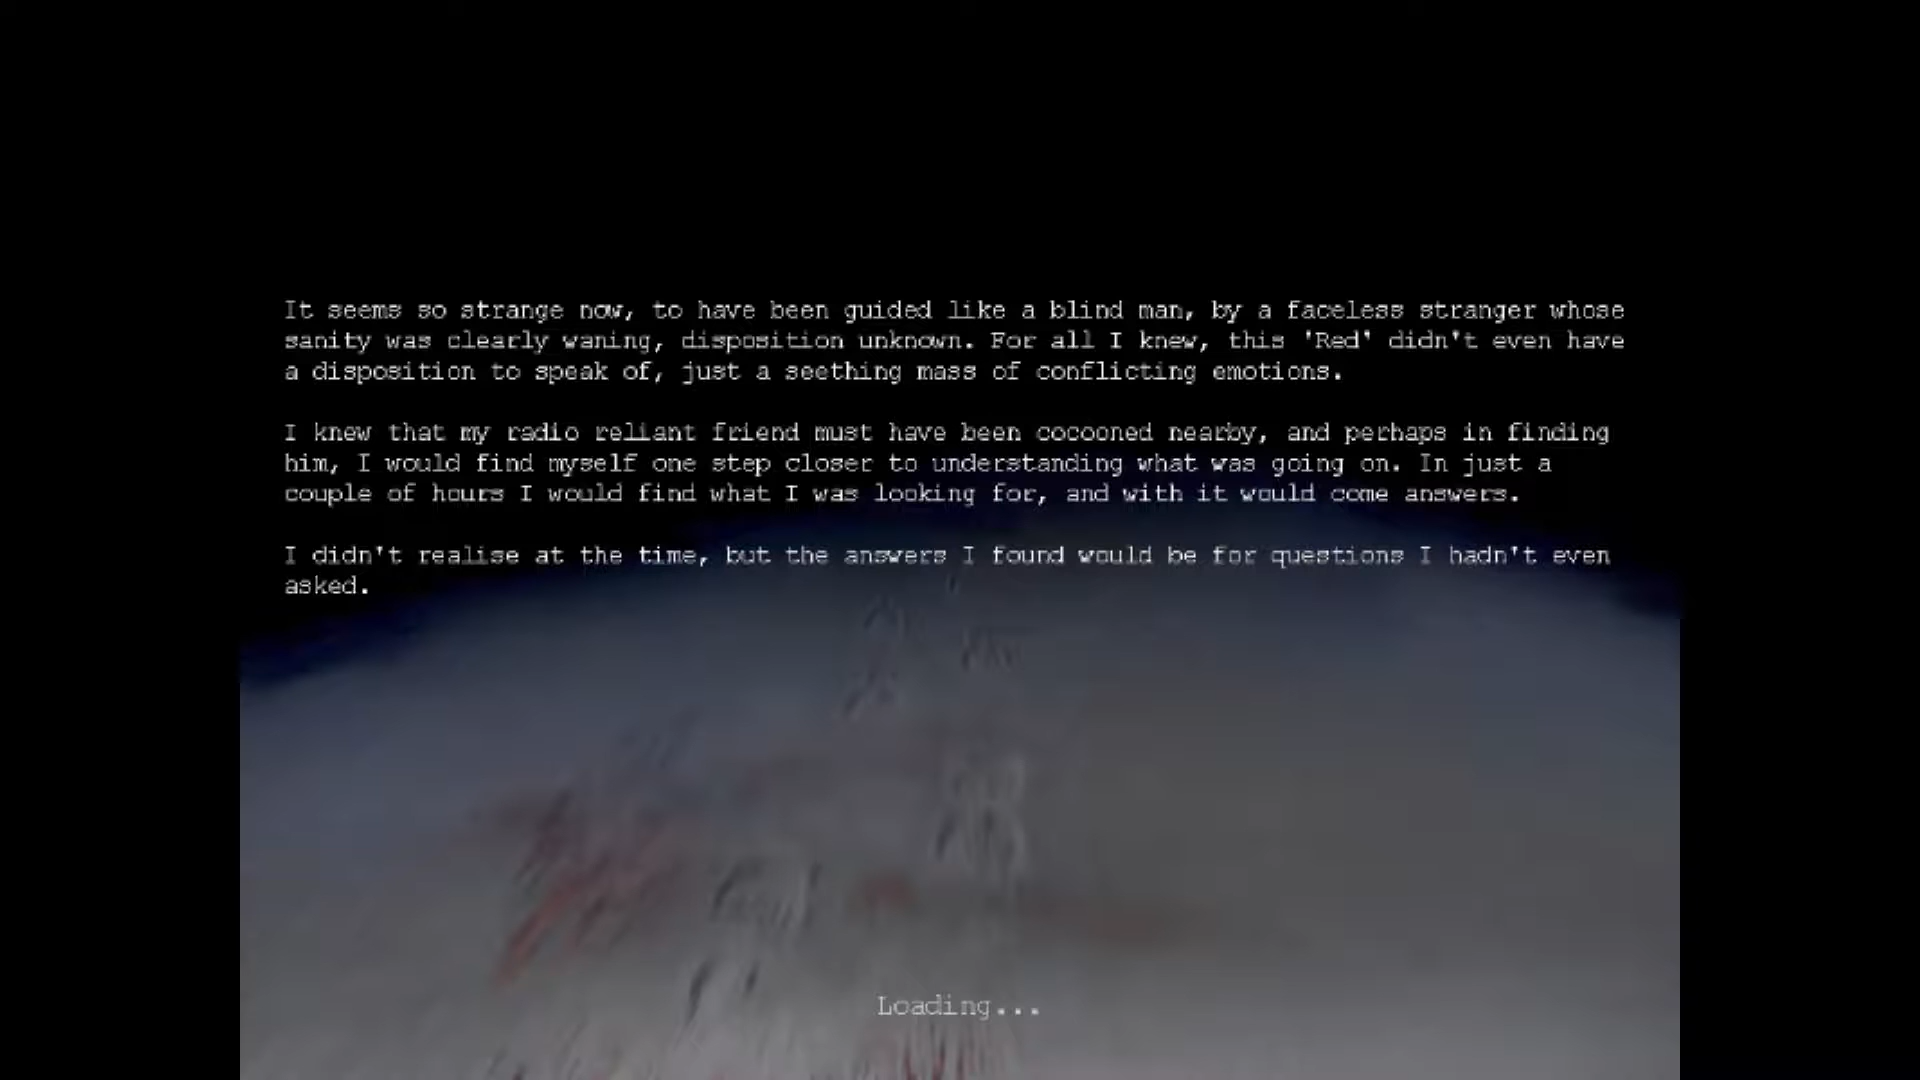 It seems so strange now, to have been guided like a blind man, by a faceless stranger whose
sanity was clearly waning, disposition unknown. For all I knew, this 'Red' didn't even have
a disposition to speak of, just a seething mass of conflicting emotions.
I knew that my radio reliant friend must have been cocooned nearby, and perhaps in finding
him, I would find myself one step closer to understanding what was going on. In just a
couple of hours I would find what I was looking for, and with it would come answers.
I didn't realise at the time, but the answers I found would be for questions I hadn't even
asked.
Loading...